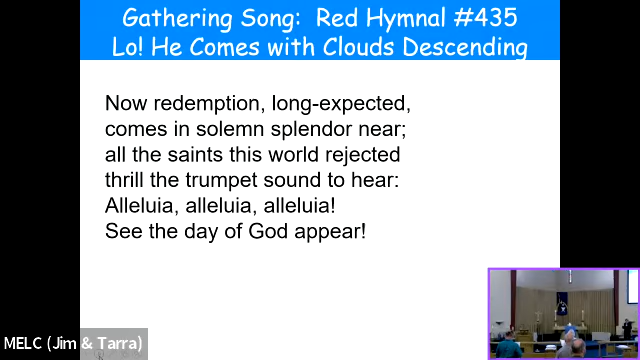 Gathering Song: Red Hymnal #435
Lo! He Comes with Clouds Descending
Now redemption, long-expected,
comes in solemn splendor near;
all the saints this world rejected
thrill the trumpet sound to hear:
Alleluia, alleluia, alleluia!
See the day of God appear!
MELC (Jim & Tarra)